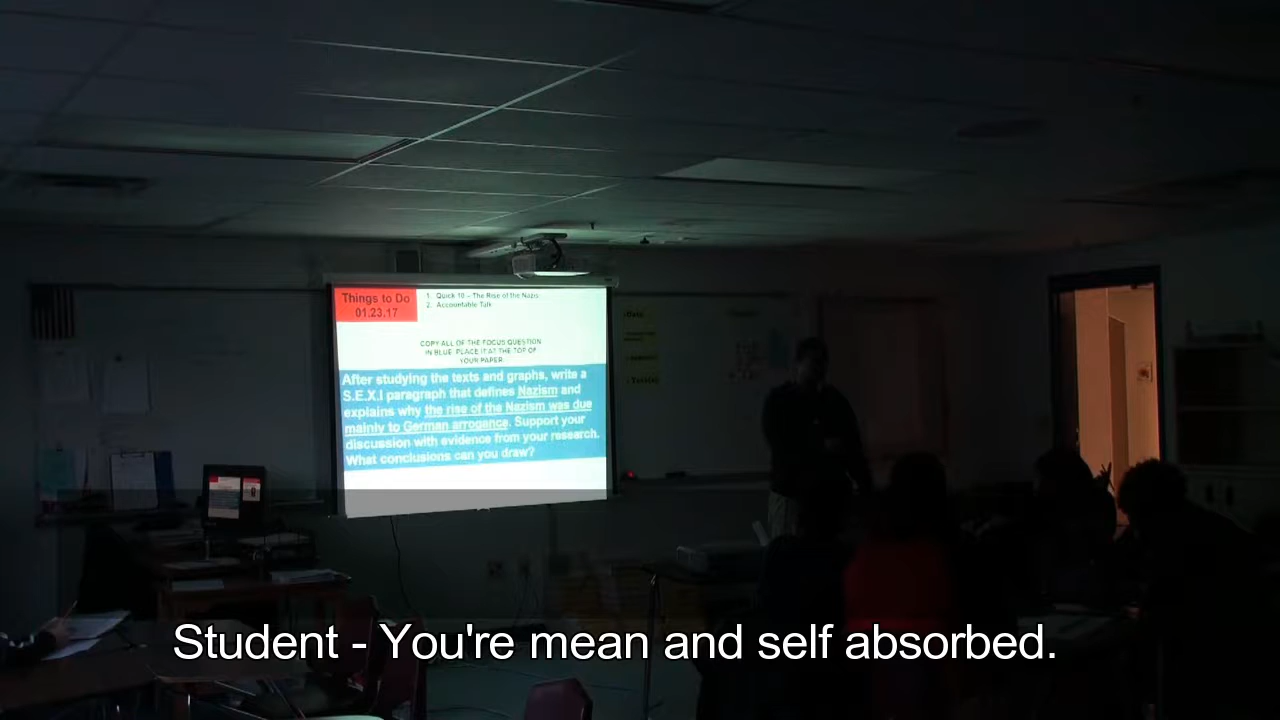 Things to Do
01.23.17
1. Quick 10 – The Rise of the Nazis
2. Accountable Talk
COPY ALL OF THE FOCUS QUESTION
IN BLUE. PLACE IT AT THE TOP OF
YOUR PAPER
After studying the texts and graphs, write a
S.E.X.I paragraph that defines Nazism and
explains why the rise of the Nazism was due
mainly to German arrogance. Support your
discussion with evidence from your research.
What conclusions can you draw?
Student - You're mean and self absorbed.